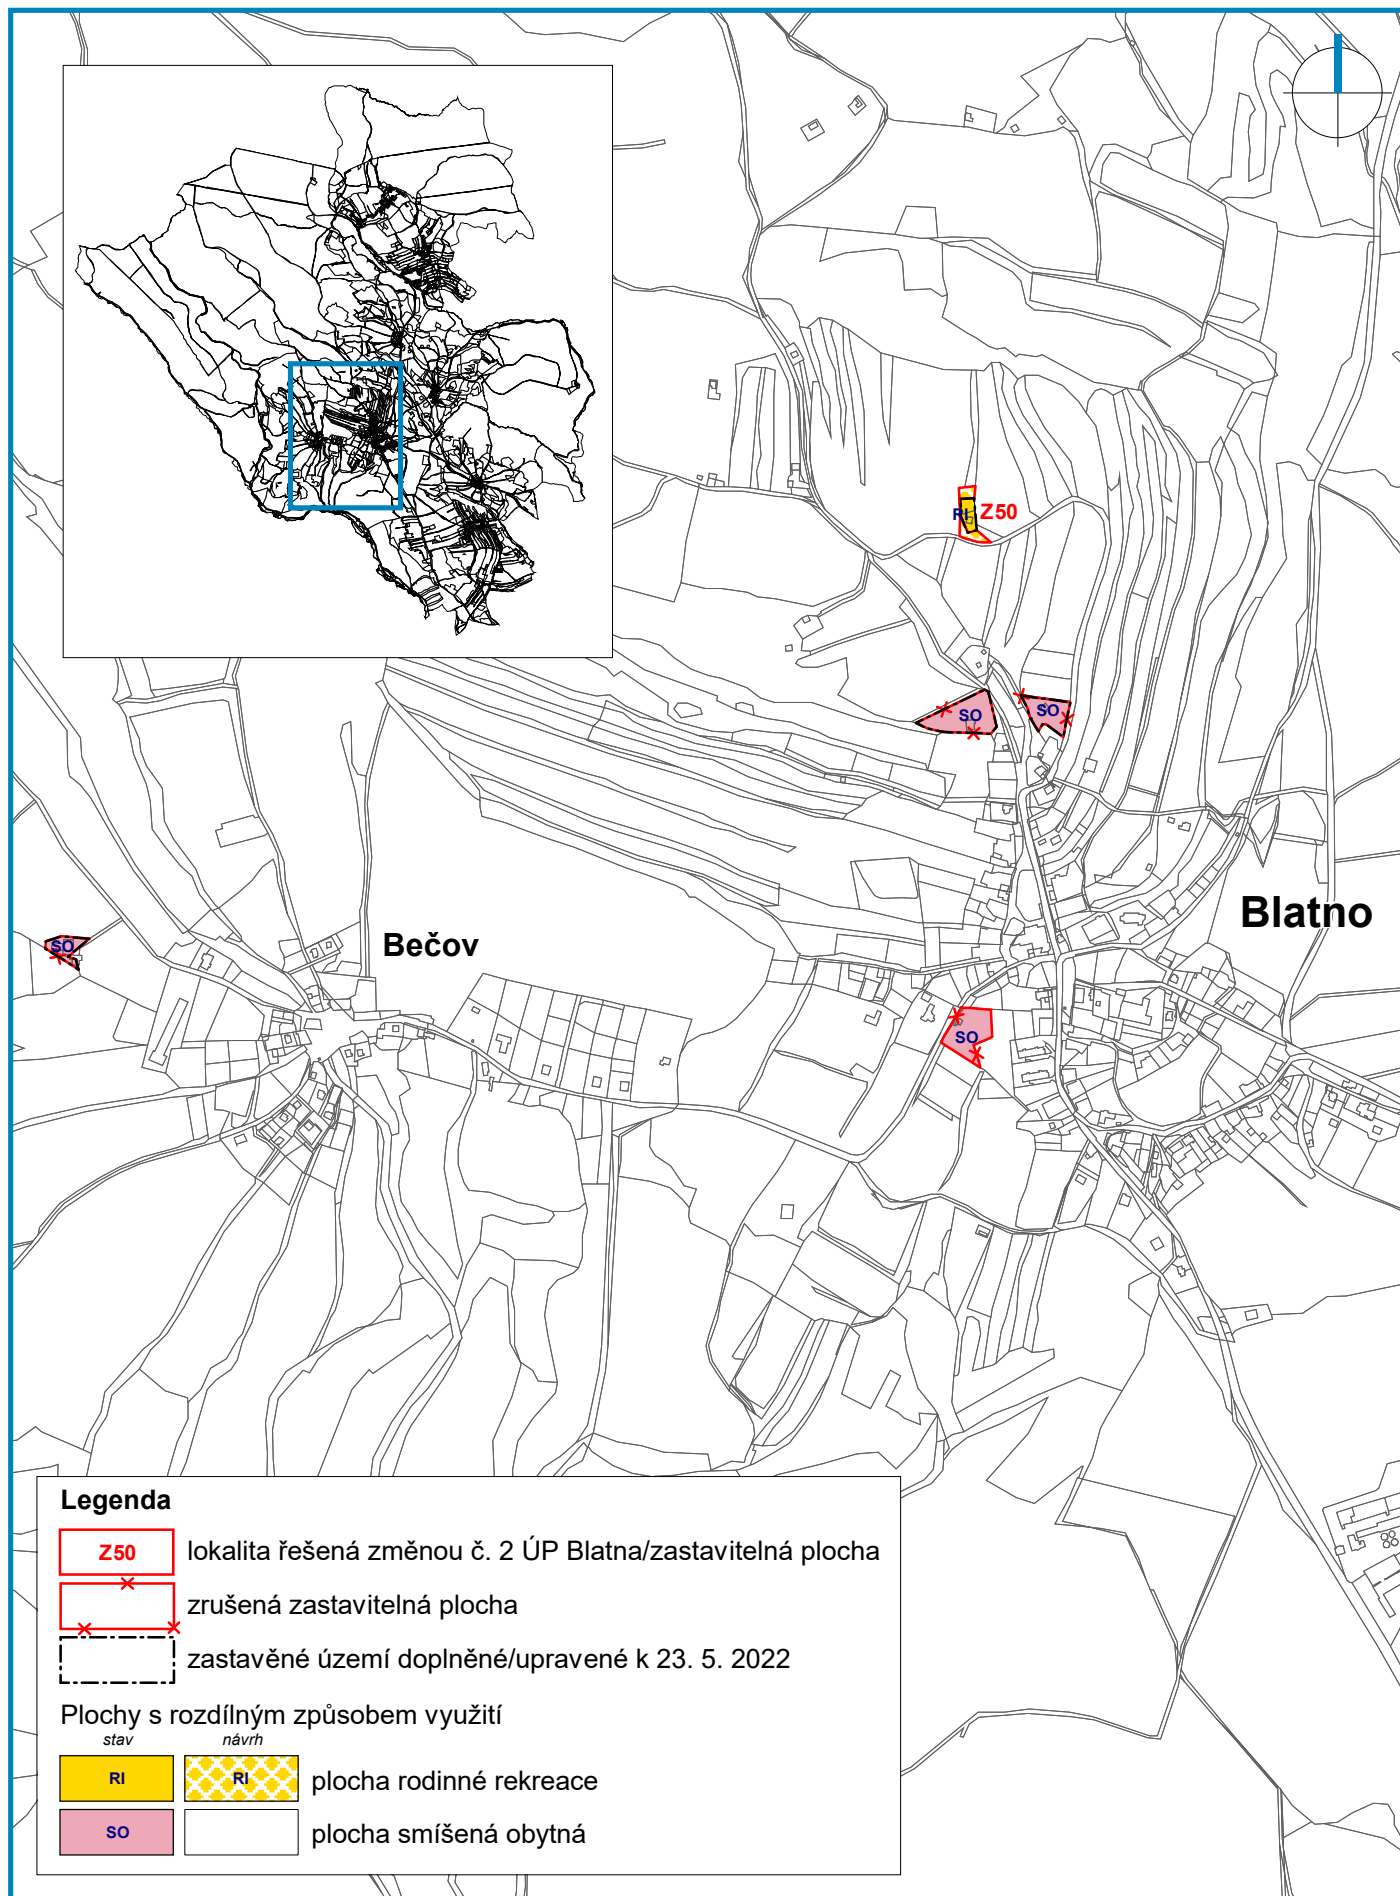 RI Z50
SO
SO
Blatno
Bečov
SO
SO
Legenda
Z50 lokalita řešená změnou č. 2 ÚP Blatna/zastavitelná plocha
zrušená zastavitelná plocha
zastavěné území doplněné/upravené k 23. 5. 2022
Plochy s rozdílným způsobem využití
stav návrh
RI RI plocha rodinné rekreace
SO plocha smíšená obytná